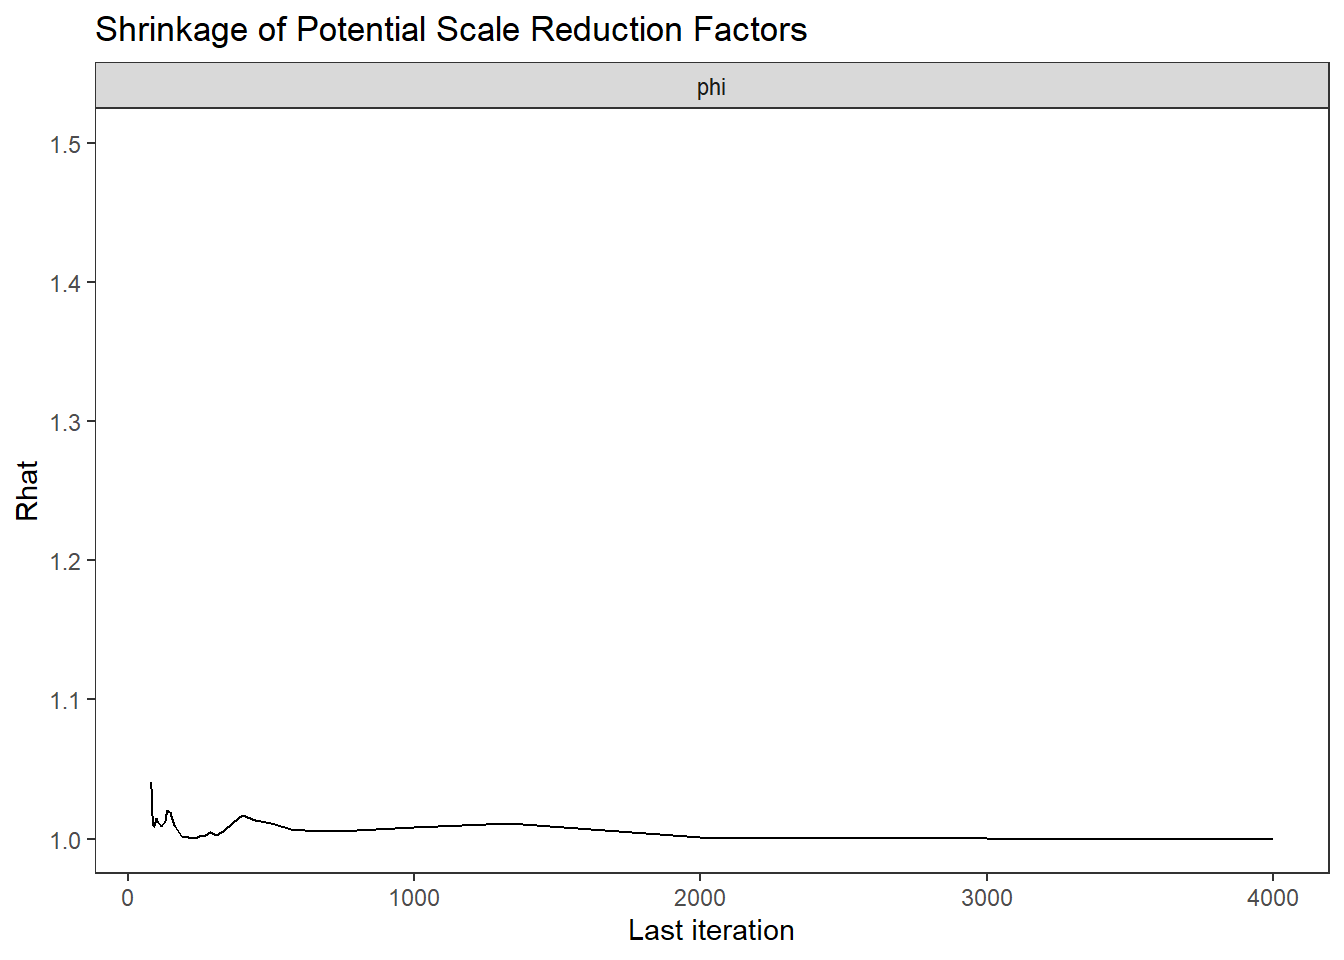 Shrinkage of Potential Scale Reduction Factors
phi
1.5
1.4
1.3
1.2
1.1
1.0
Rhat
0 1000 2000 3000 4000
Last iteration